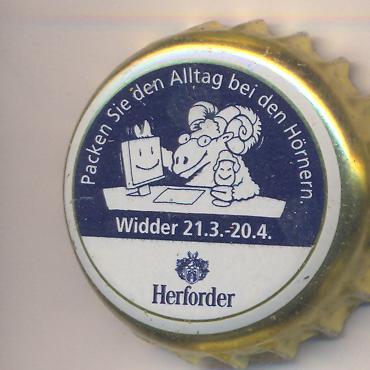 Packen Sie den Alltag bei den Hörnern.
Widder 21.3.-20.4.
Herforder